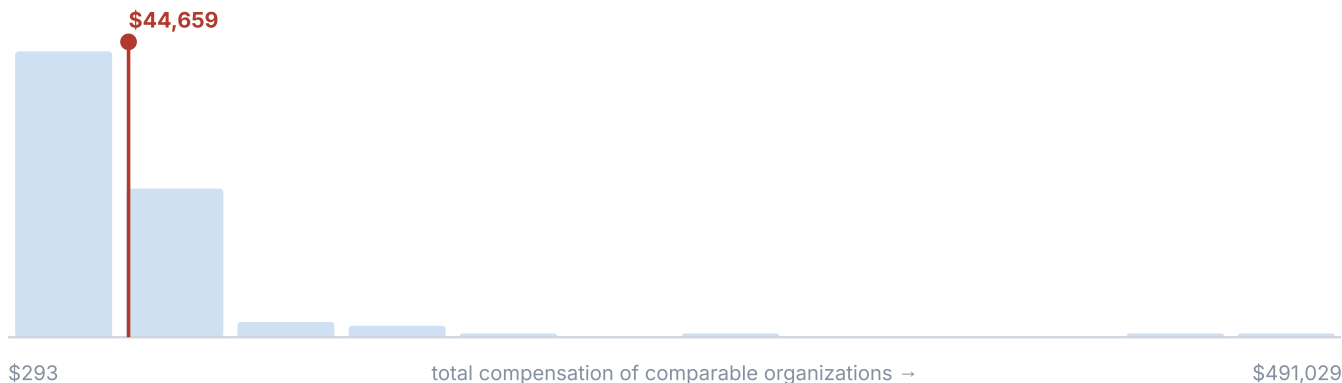 $44,659
$293 total compensation of comparable organizations → $491,029